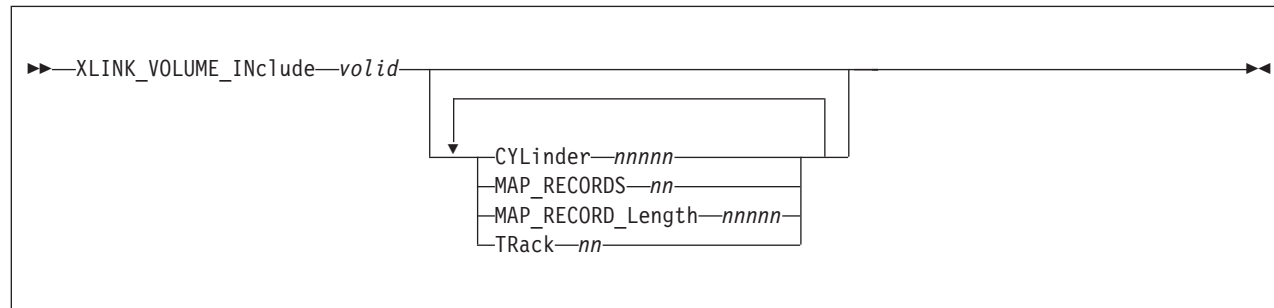 XLINK_VOLUME_INclude volid
CYLinder nnnnn
MAP_RECORDS nn
MAP_RECORD_Length nnnnn
TRack nn